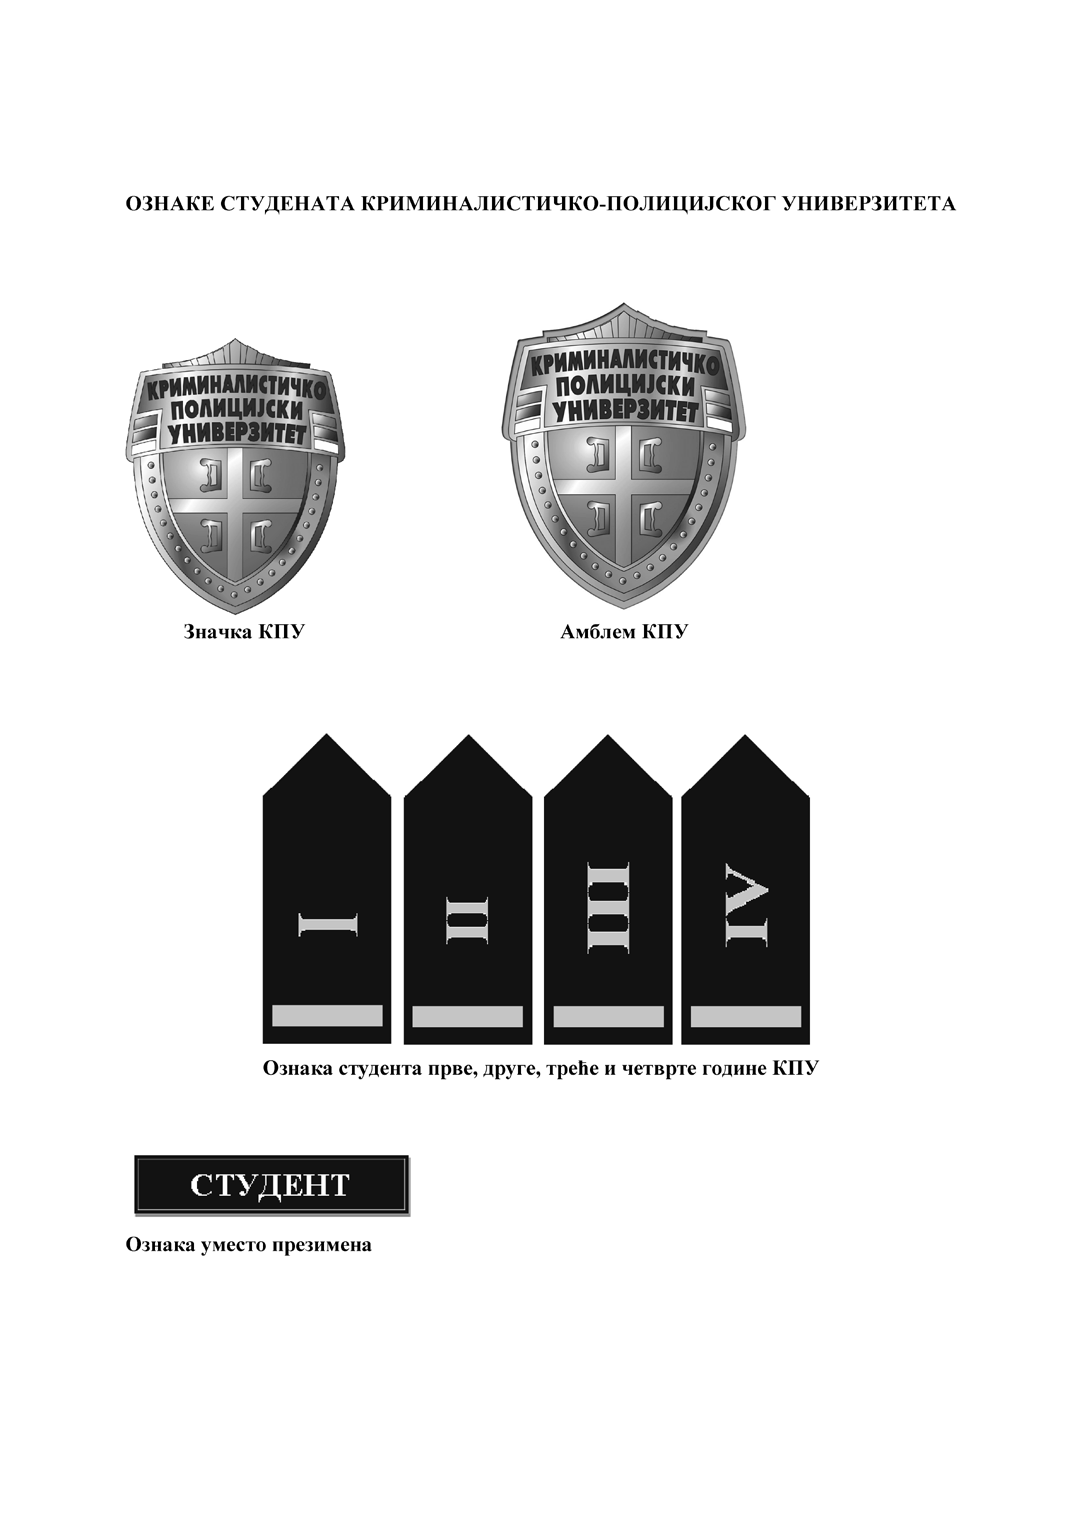 ОЗНАКЕ СТУДЕНАТА КРИМИНАЛИСТИЧКО-ПОЛИЦИЈСКОГ УНИВЕРЗИТЕТА
КРИМИНАЛИСТИЧКО
ПОЛИЦИЈСКИ
УНИВЕРЗИТЕТ
КРИМИНАЛИСТИЧКО
ПОЛИЦИЈСКИ
УНИВЕРЗИТЕТ
Значка КПУ
Амблем КПУ
I
II
III
IV
Ознака студента прве, друге, треће и четврте године КПУ
СТУДЕНТ
Ознака уместо презимена